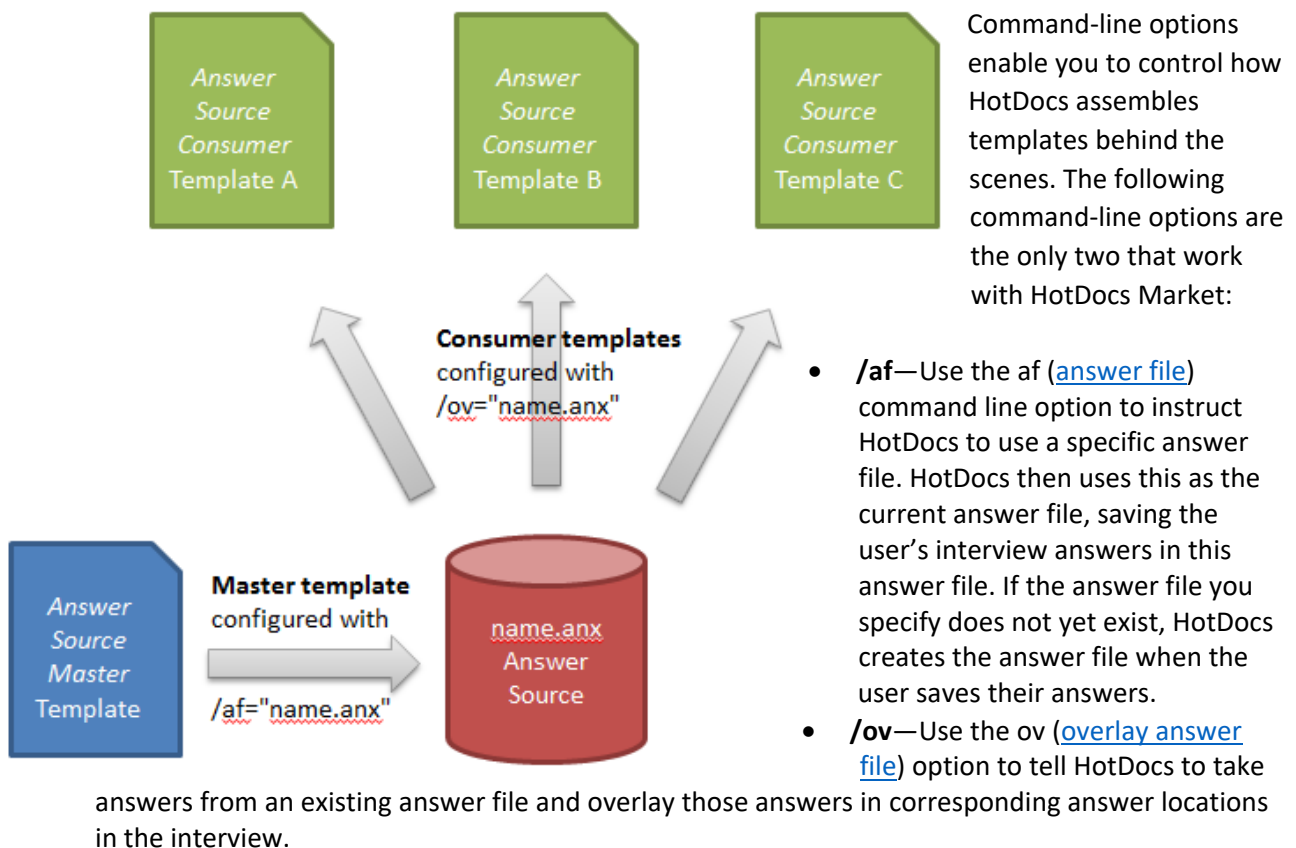 Answer
Source
Consumer
Template A
Answer
Source
Consumer
Template B
Answer
Source
Consumer
Template C
Command-line options
enable you to control how
HotDocs assembles
templates behind the
scenes. The following
command-line options are
the only two that work
with HotDocs Market:
Consumer templates
configured with
/ov="name.anx"
Answer
Source
Master
Template
Master template
configured with
/af="name.anx"
name.anx
Answer
Source
• /af—Use the af (answer file)
command line option to instruct
HotDocs to use a specific answer
file. HotDocs then uses this as the
current answer file, saving the
user’s interview answers in this
answer file. If the answer file you
specify does not yet exist, HotDocs
creates the answer file when the
user saves their answers.
• /ov—Use the ov (overlay answer
file) option to tell HotDocs to take
answers from an existing answer file and overlay those answers in corresponding answer locations
in the interview.